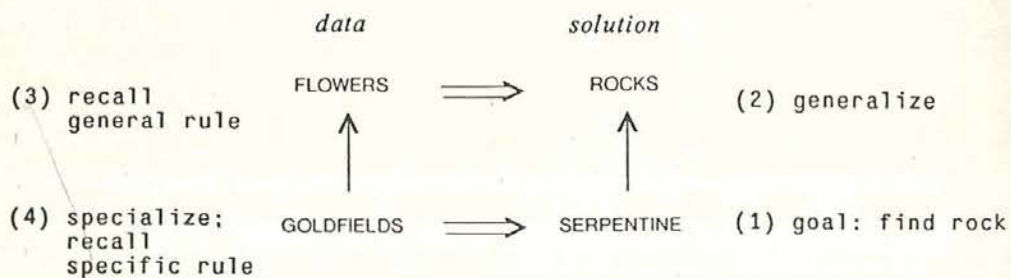 data solution
(3) recall general rule
FLOWERS ROCKS
(2) generalize
(4) specialize; recall specific rule
GOLDFIELDS SERPENTINE
(1) goal: find rock